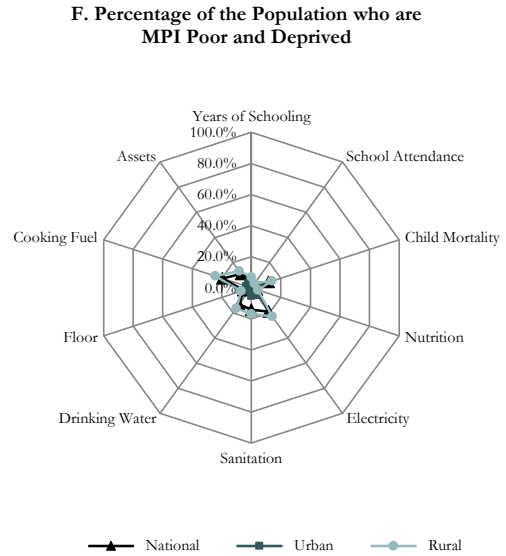 F. Percentage of the Population who are
MPI Poor and Deprived
Years of Schooling
100.0%
Assets
School Attendance
80.0%
60.0%
40.0%
Cooking Fuel
Child Mortality
20.0%
0.0%
Floor
Nutrition
Drinking Water
Electricity
Sanitation
National
Urban
Rural